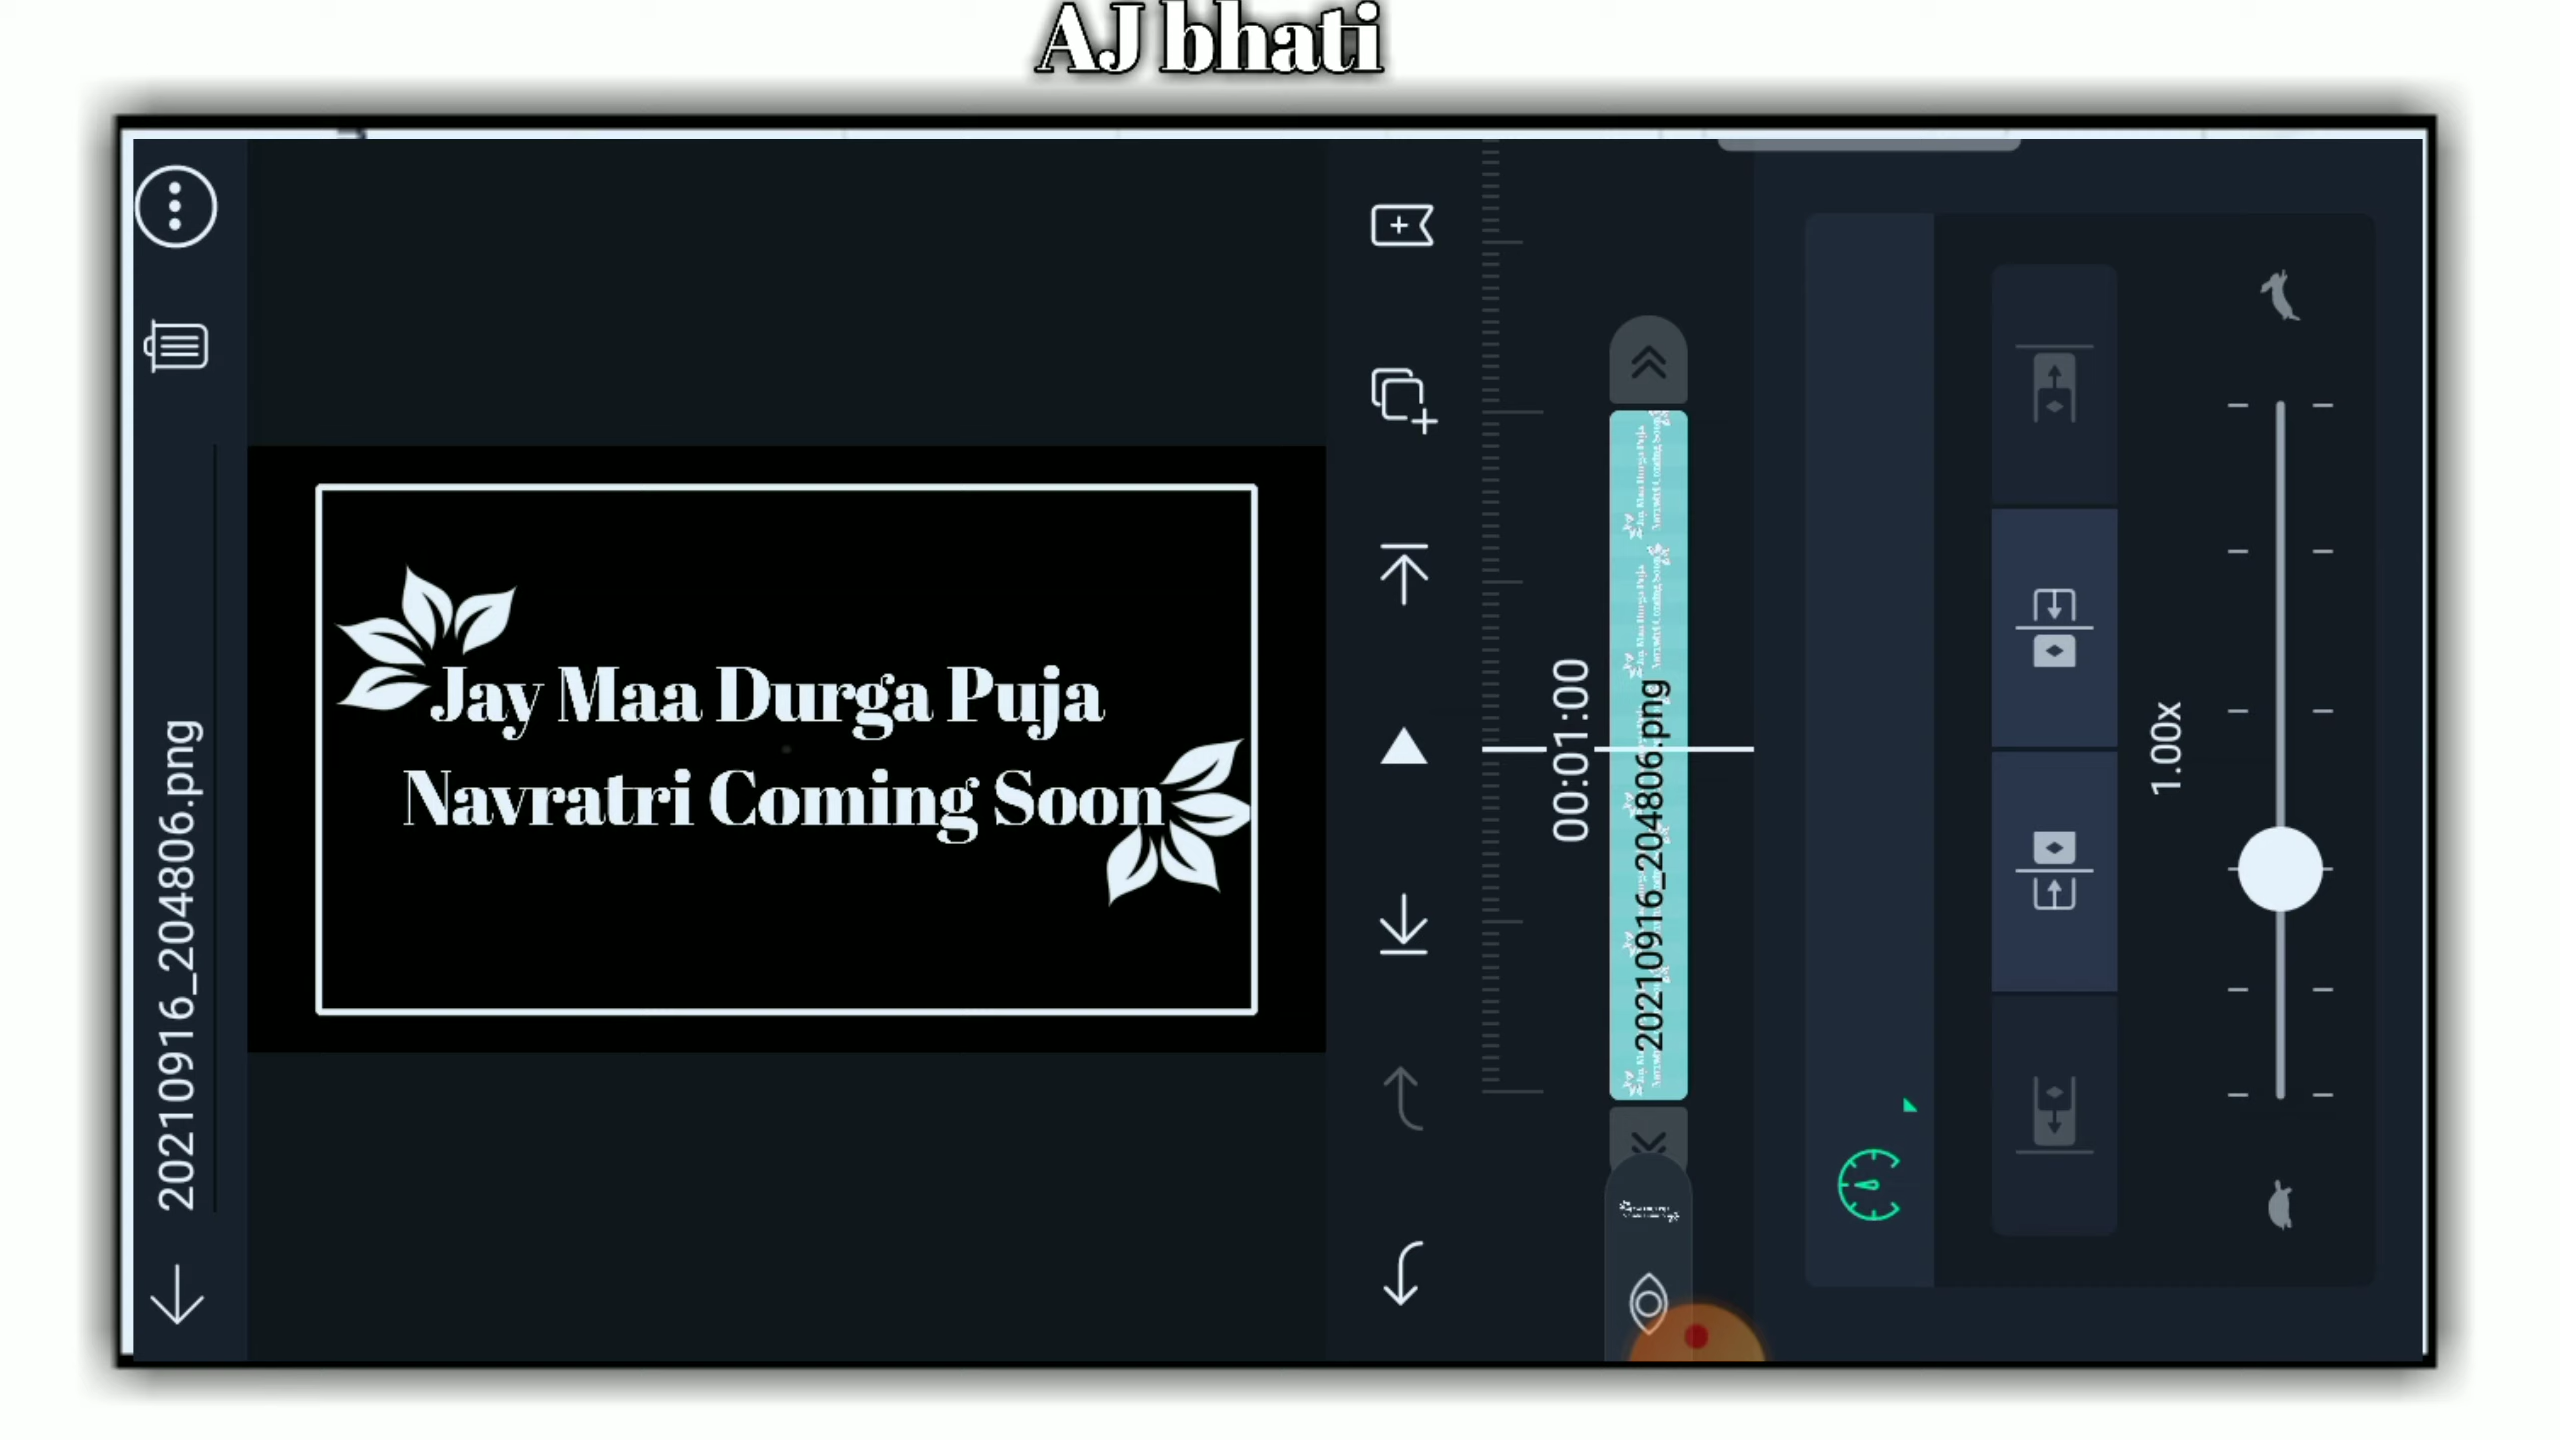 AJ bhati
20210916_204806.png
Jay Maa Durga Puja
Navratri Coming Soon
00:01:00
20210916_204806.png
1.00x